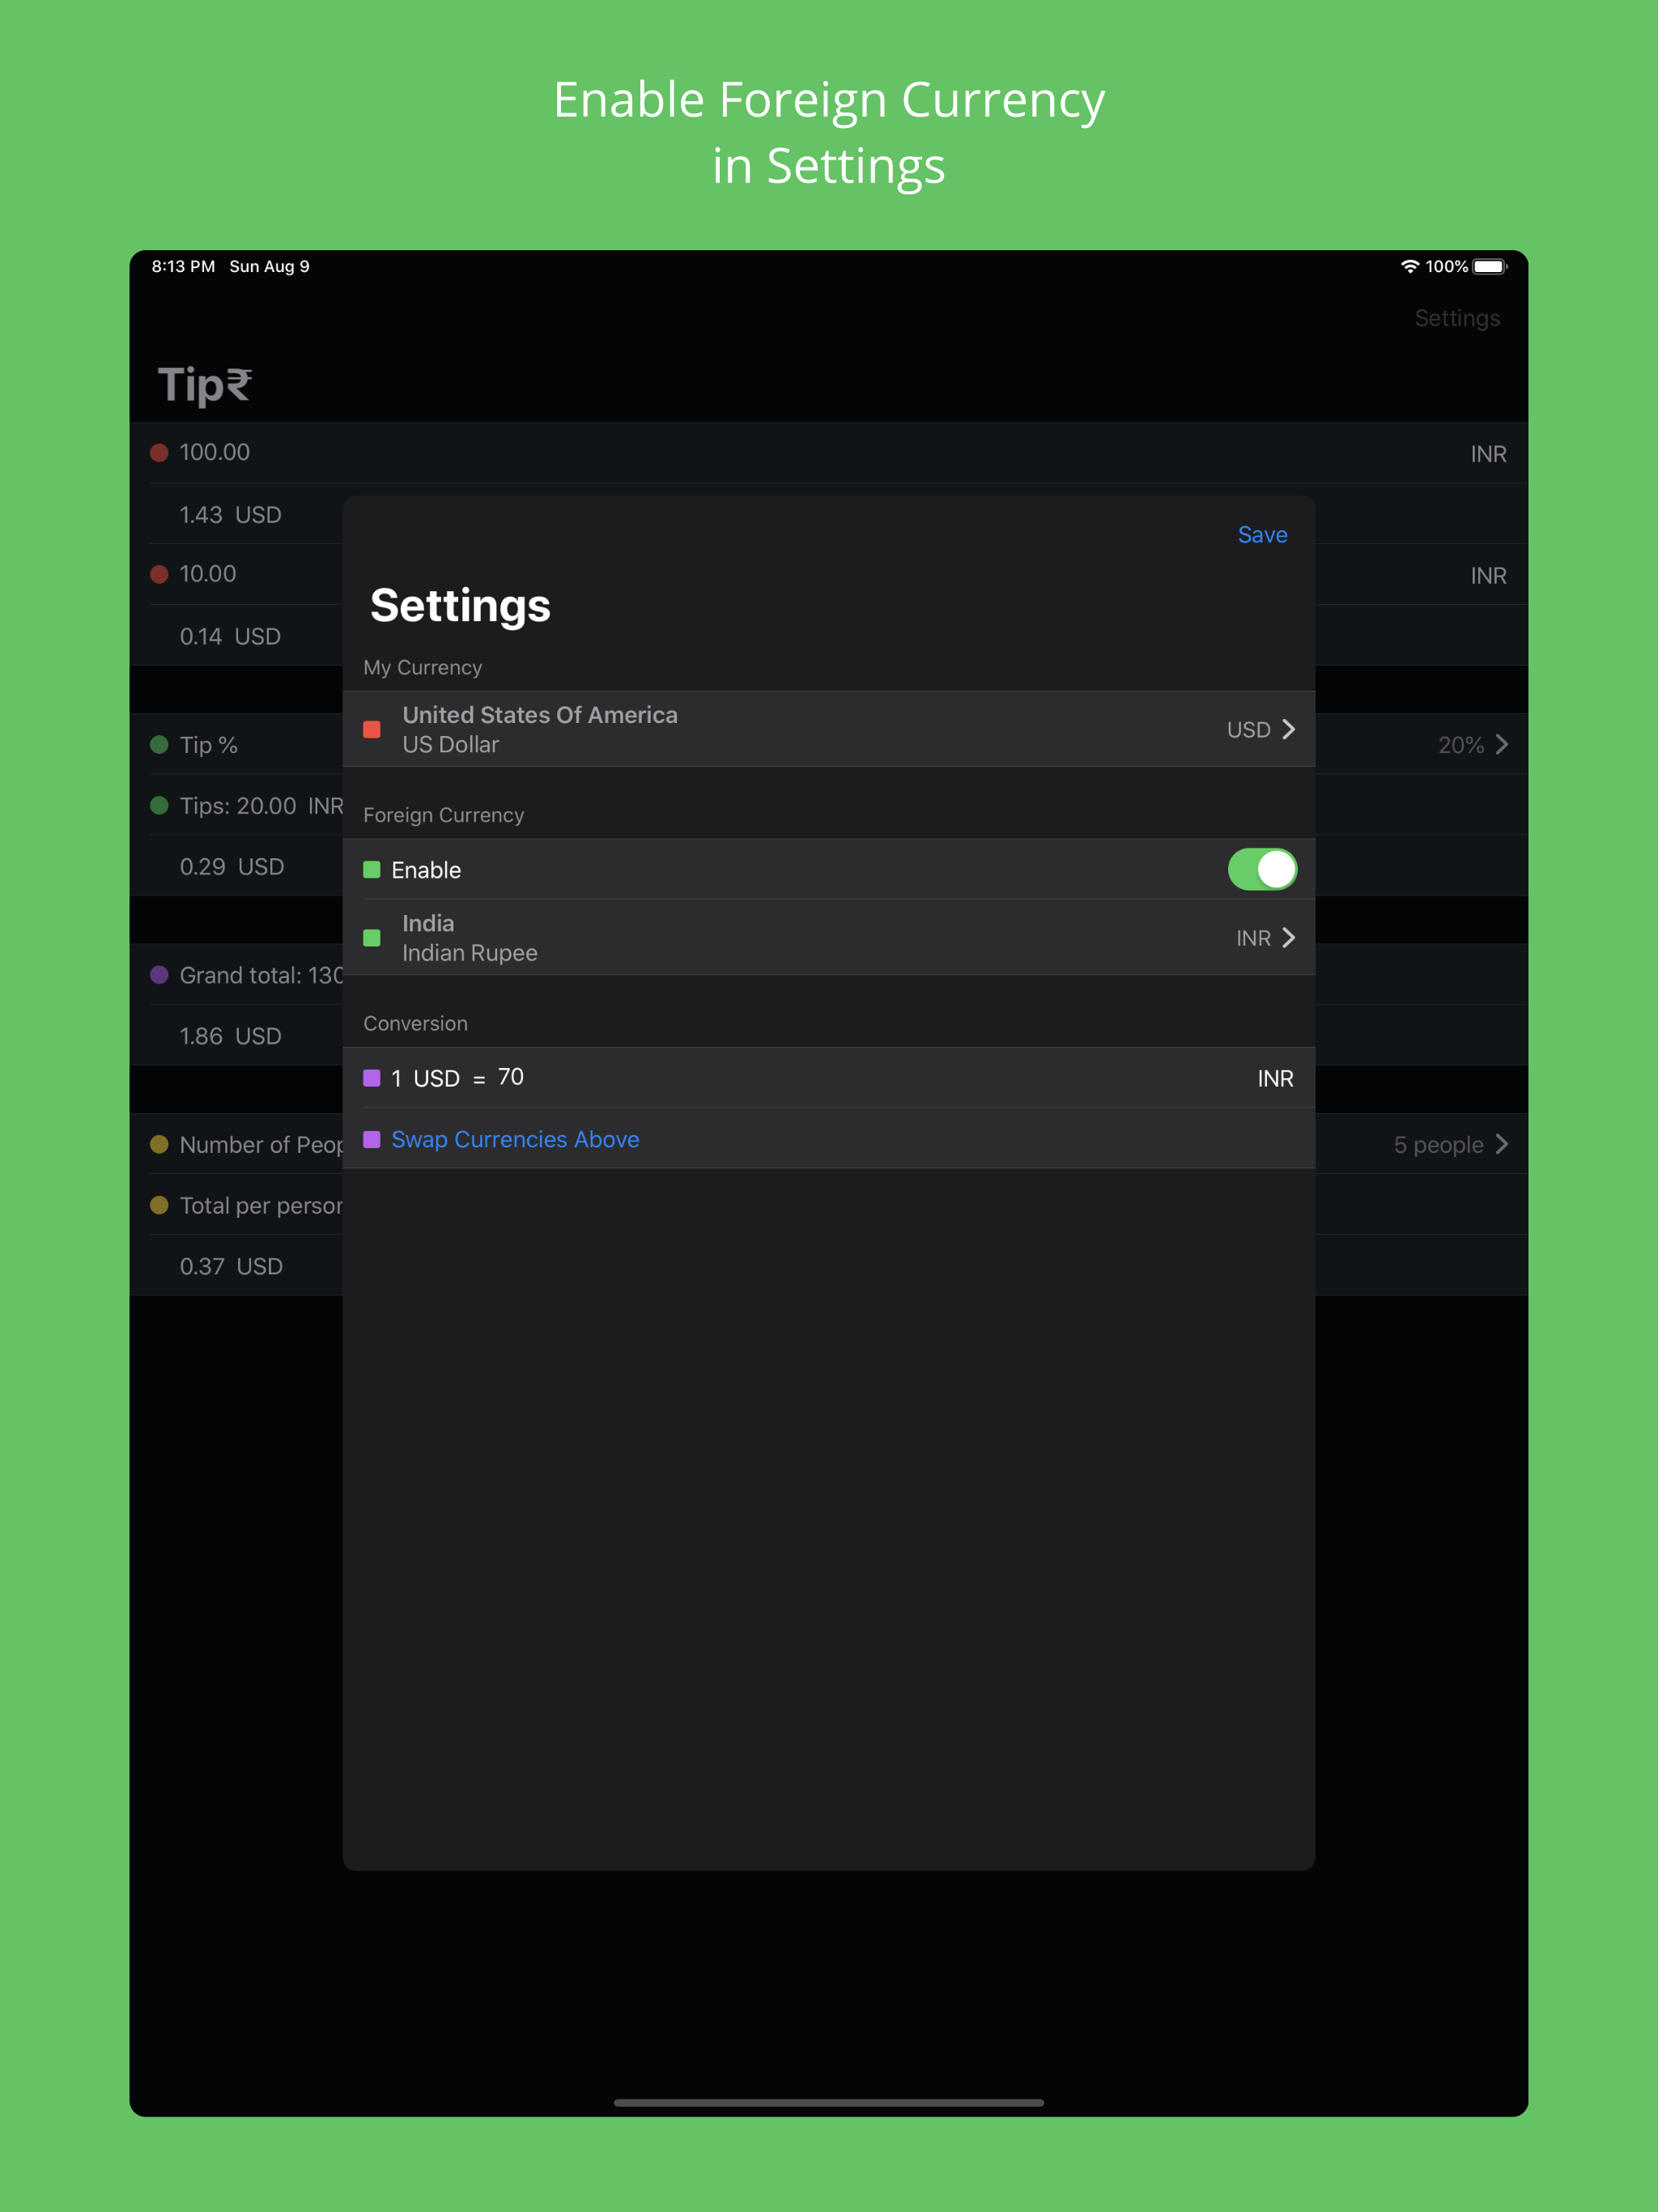 Enable Foreign Currency
in Settings
8:13 PM Sun Aug 9
100%
Settings
Tip₹
100.00 INR
1.43 USD
10.00 INR
0.14 USD
Tip % 20%
Tips: 20.00 INR
0.29 USD
Grand total: 130
1.86 USD
Number of 5 people
Total per person
0.37 USD
Save
Settings
My Currency
United States Of America
US Dollar
USD
Foreign Currency
Enable
India
Indian Rupee
INR
Conversion
1 USD = 70 INR
Swap Currencies Above